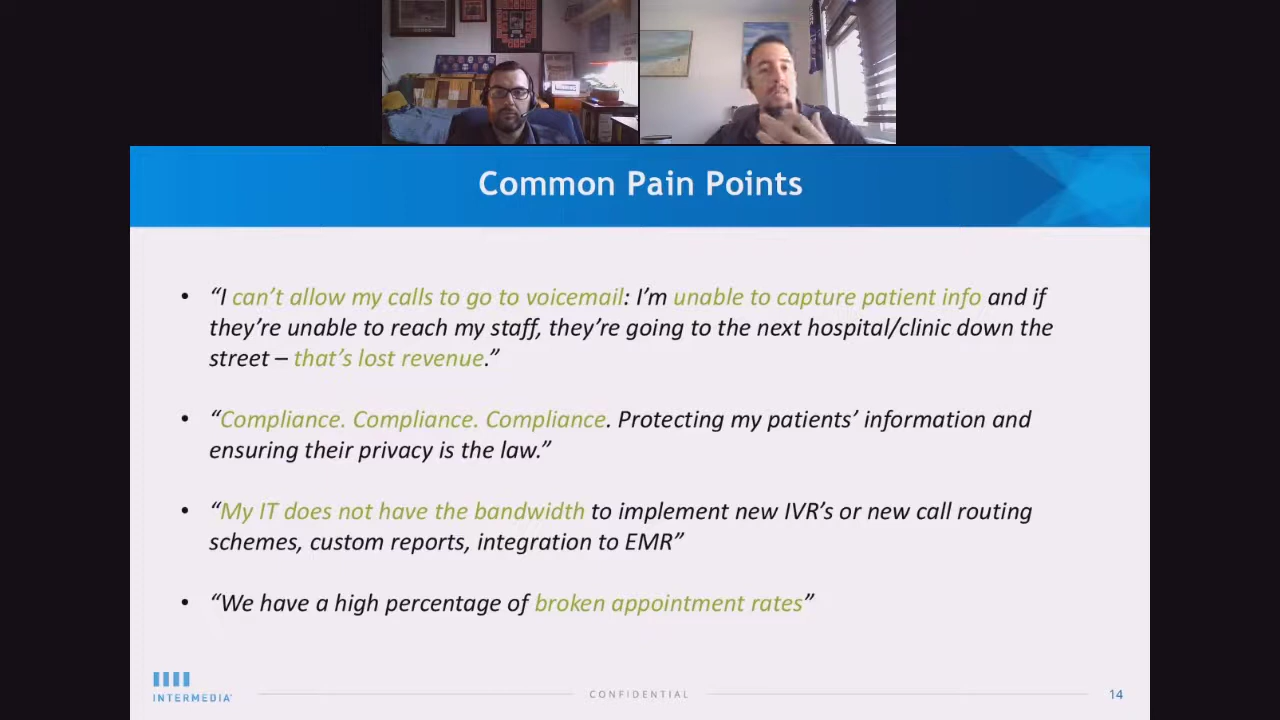 Common Pain Points
• “I can’t allow my calls to go to voicemail: I’m unable to capture patient info and if
they’re unable to reach my staff, they’re going to the next hospital/clinic down the
street – that’s lost revenue.”
• “Compliance. Compliance. Compliance. Protecting my patients’ information and
ensuring their privacy is the law.”
• “My IT does not have the bandwidth to implement new IVR’s or new call routing
schemes, custom reports, integration to EMR”
• “We have a high percentage of broken appointment rates”
INTERMEDIA
CONFIDENTIAL
14